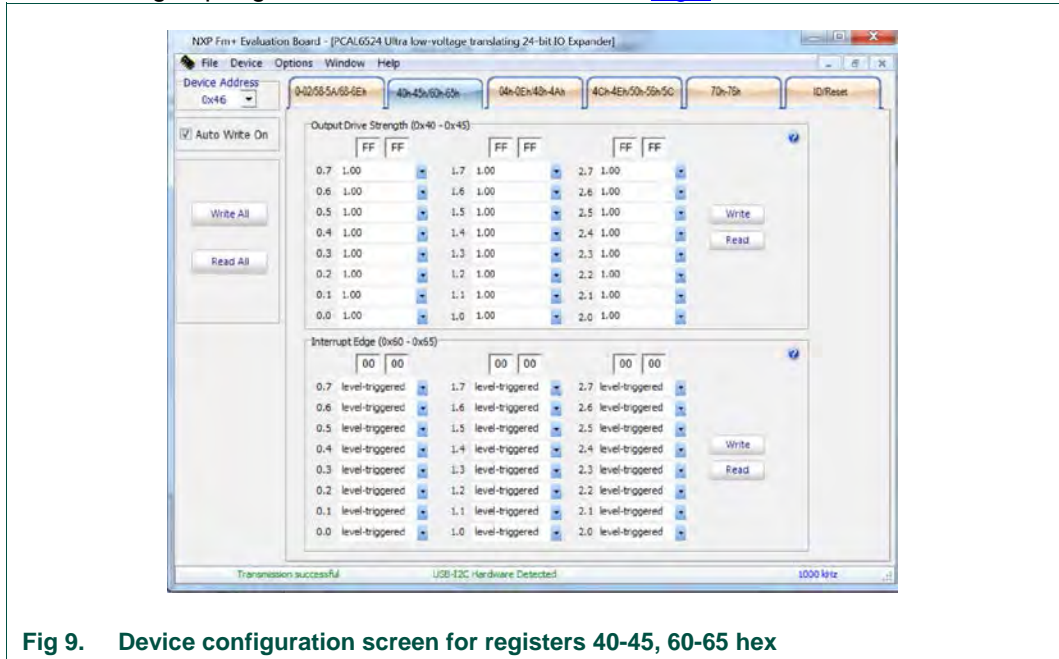 NXP Fm+ Evaluation Board - [PCAL6524 Ultra low-voltage translating 24-bit IO Expander]
File Device Options Window Help
Device Address
0x46
Auto Write On
Write All
Read All
0-02/58-5A/68-6Eh 40h-45h/60h-65h 04h-0Eh/48h-4Ah 4Ch-4Eh/50h-56h/5C 70h-76h ID/Reset
Output Drive Strength (0x40 - 0x45)
FF FF FF FF FF FF
0.7 1.00 1.7 1.00 2.7 1.00
0.6 1.00 1.6 1.00 2.6 1.00
0.5 1.00 1.5 1.00 2.5 1.00 Write
0.4 1.00 1.4 1.00 2.4 1.00 Read
0.3 1.00 1.3 1.00 2.3 1.00
0.2 1.00 1.2 1.00 2.2 1.00
0.1 1.00 1.1 1.00 2.1 1.00
0.0 1.00 1.0 1.00 2.0 1.00
Interrupt Edge (0x60 - 0x65)
00 00 00 00 00 00
0.7 level-triggered 1.7 level-triggered 2.7 level-triggered
0.6 level-triggered 1.6 level-triggered 2.6 level-triggered
0.5 level-triggered 1.5 level-triggered 2.5 level-triggered
0.4 level-triggered 1.4 level-triggered 2.4 level-triggered Write
0.3 level-triggered 1.3 level-triggered 2.3 level-triggered Read
0.2 level-triggered 1.2 level-triggered 2.2 level-triggered
0.1 level-triggered 1.1 level-triggered 2.1 level-triggered
0.0 level-triggered 1.0 level-triggered 2.0 level-triggered
Transmission successful USB-I2C Hardware Detected 1000 kHz
Fig 9. Device configuration screen for registers 40-45, 60-65 hex